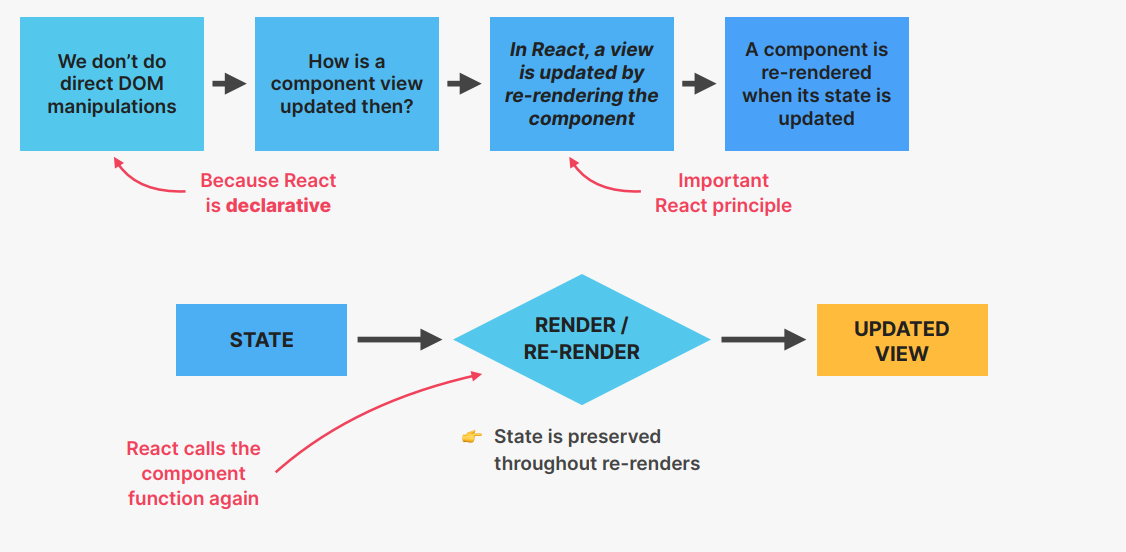 We don’t do
direct DOM
manipulations
How is a
component view
updated then?
In React, a view
is updated by
re-rendering the
component
A component is
re-rendered
when its state is
updated
Because React
is declarative
Important
React principle
STATE
RENDER /
RE-RENDER
UPDATED
VIEW
React calls the
component
function again
👉 State is preserved
throughout re-renders